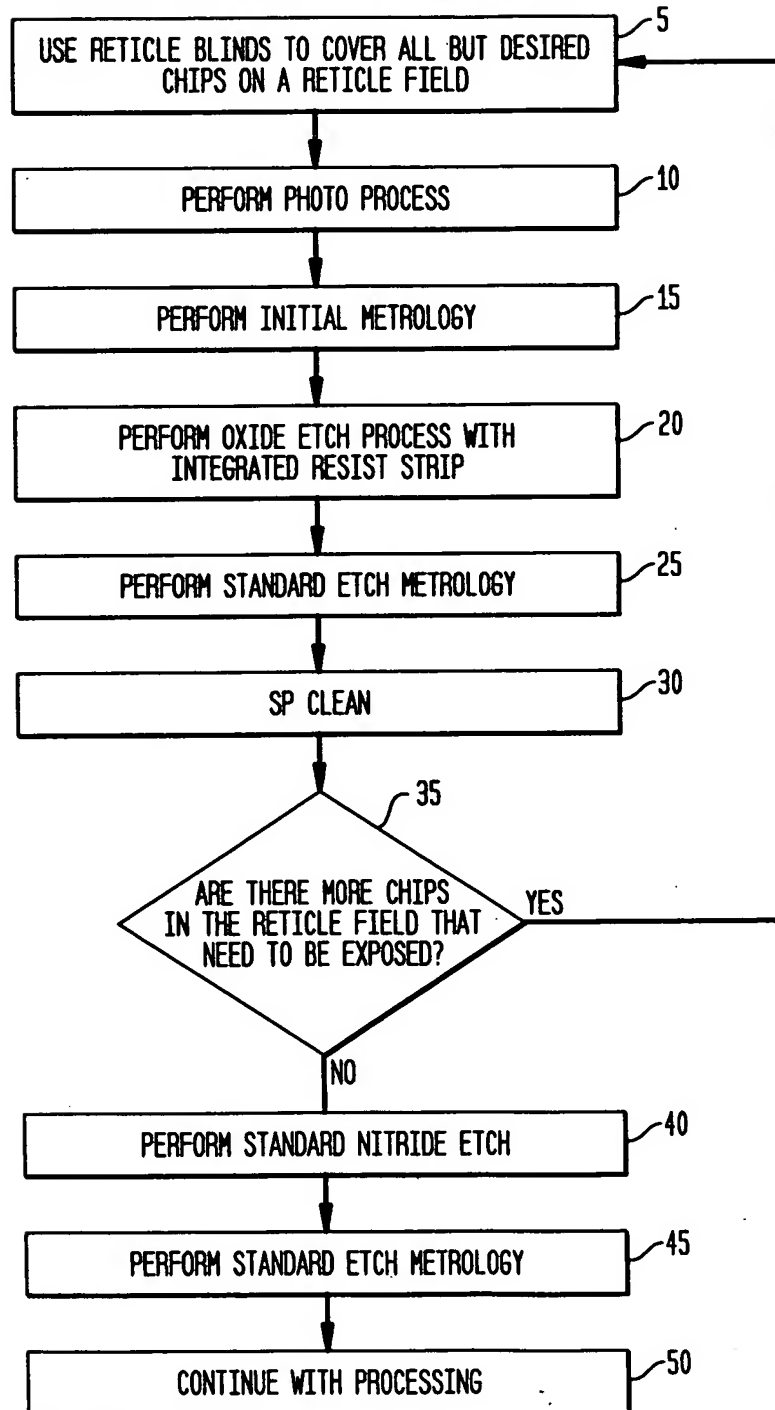 5
USE RETICLE BLINDS TO COVER ALL BUT DESIRED
CHIPS ON A RETICLE FIELD
10
PERFORM PHOTO PROCESS
15
PERFORM INITIAL METROLOGY
20
PERFORM OXIDE ETCH PROCESS WITH
INTEGRATED RESIST STRIP
25
PERFORM STANDARD ETCH METROLOGY
30
SP CLEAN
35
ARE THERE MORE CHIPS
IN THE RETICLE FIELD THAT
NEED TO BE EXPOSED?
YES
NO
40
PERFORM STANDARD NITRIDE ETCH
45
PERFORM STANDARD ETCH METROLOGY
50
CONTINUE WITH PROCESSING